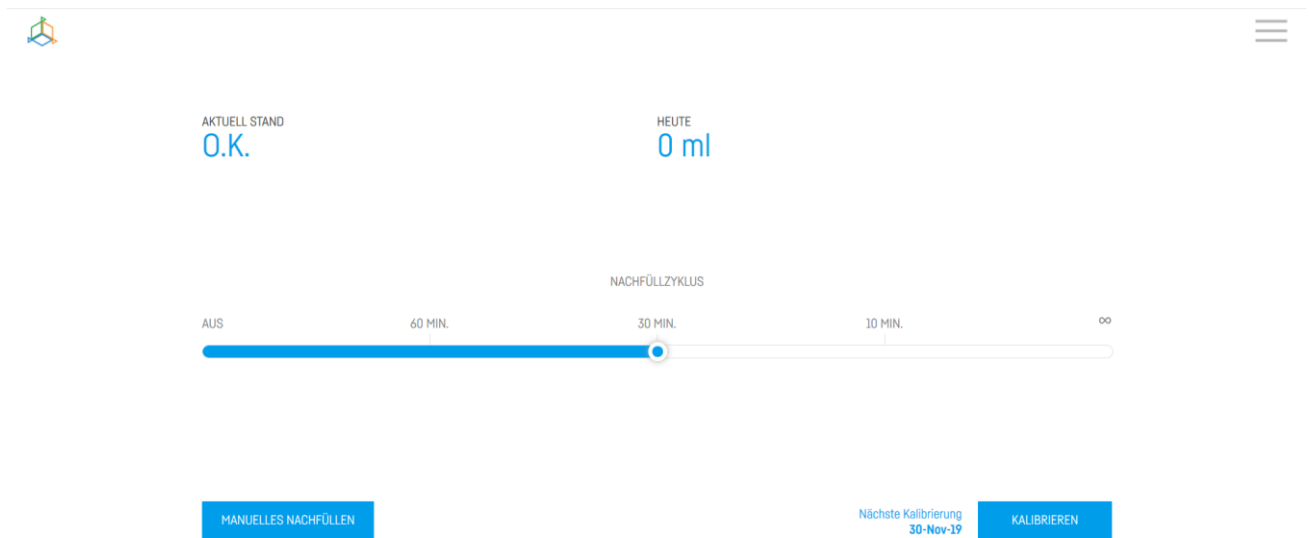 AKTUELL STAND
O.K.
HEUTE
0 ml
NACHFÜLLZYKLUS
AUS 60 MIN. 30 MIN. 10 MIN. ∞
MANUELLES NACHFÜLLEN
Nächste Kalibrierung
30-Nov-19
KALIBRIEREN